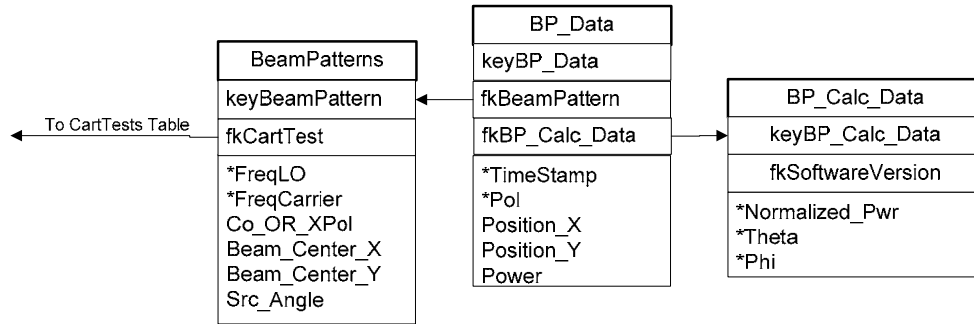 To CartTests Table
BeamPatterns
keyBeamPattern
fkCartTest
*FreqLO
*FreqCarrier
Co_OR_XPol
Beam_Center_X
Beam_Center_Y
Src_Angle
BP_Data
keyBP_Data
fkBeamPattern
fkBP_Calc_Data
*TimeStamp
*Pol
Position_X
Position_Y
Power
BP_Calc_Data
keyBP_Calc_Data
fkSoftwareVersion
*Normalized_Pwr
*Theta
*Phi